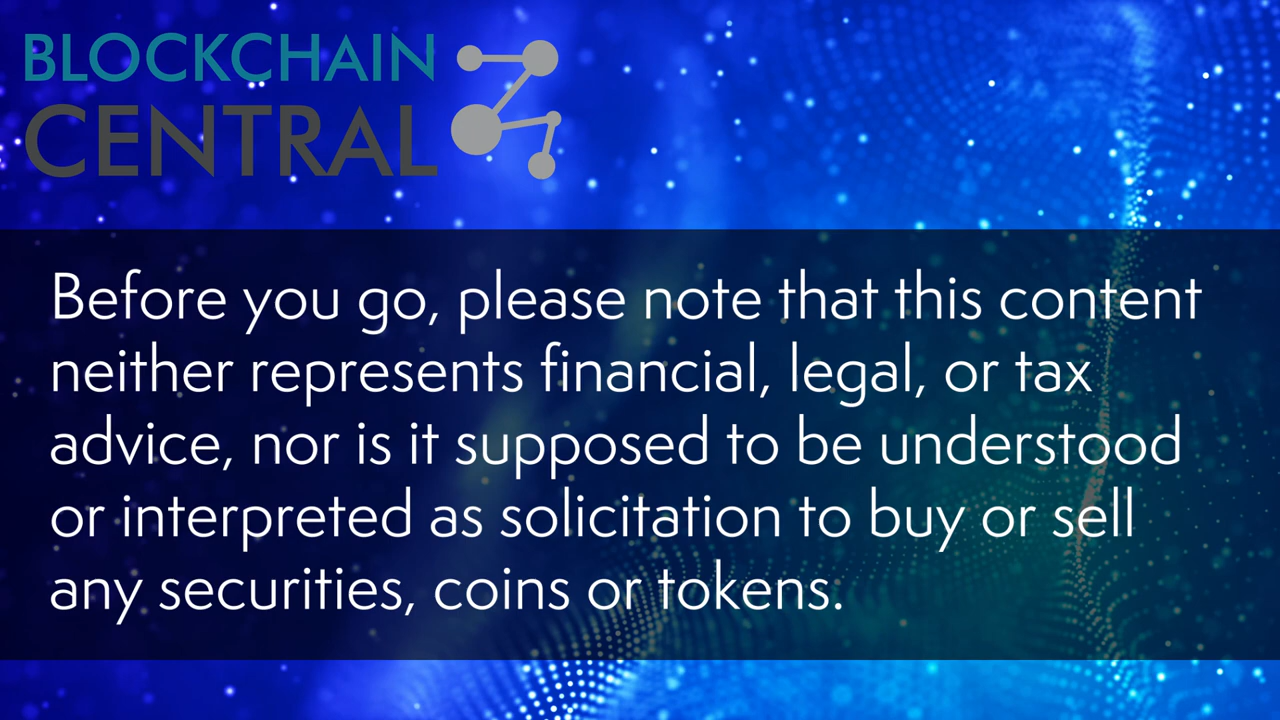 BLOCKCHAIN
CENTRAL
Before you go, please note that this content
neither represents financial, legal, or tax
advice, nor is it supposed to be understood
or interpreted as solicitation to buy or sell
any securities, coins or tokens.